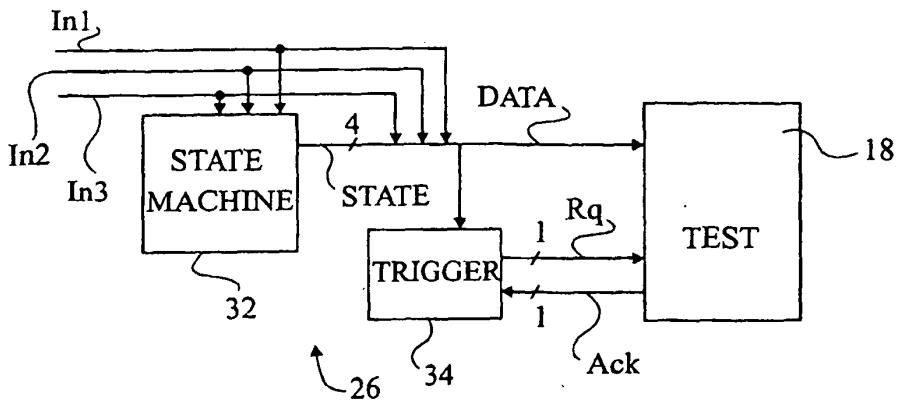 In1
DATA
18
4
In2
STATE
MACHINE
In3
STATE
Rq
1
TEST
TRIGGER
1
32
34
Ack
26